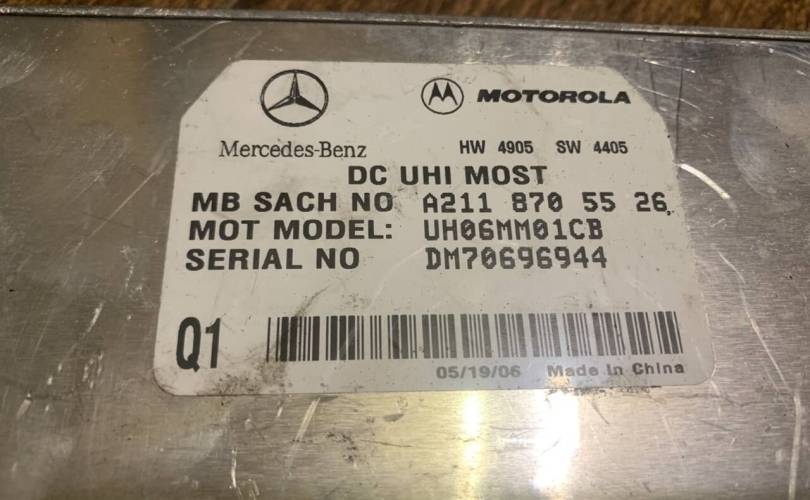 MOTOROLA
Mercedes-Benz
HW 4905 SW 4405
DC UHI MOST
MB SACH NO A211 870 55 26
MOT MODEL: UH06MM01CB
SERIAL NO DM70696944
Q1
05/19/06 Made In China